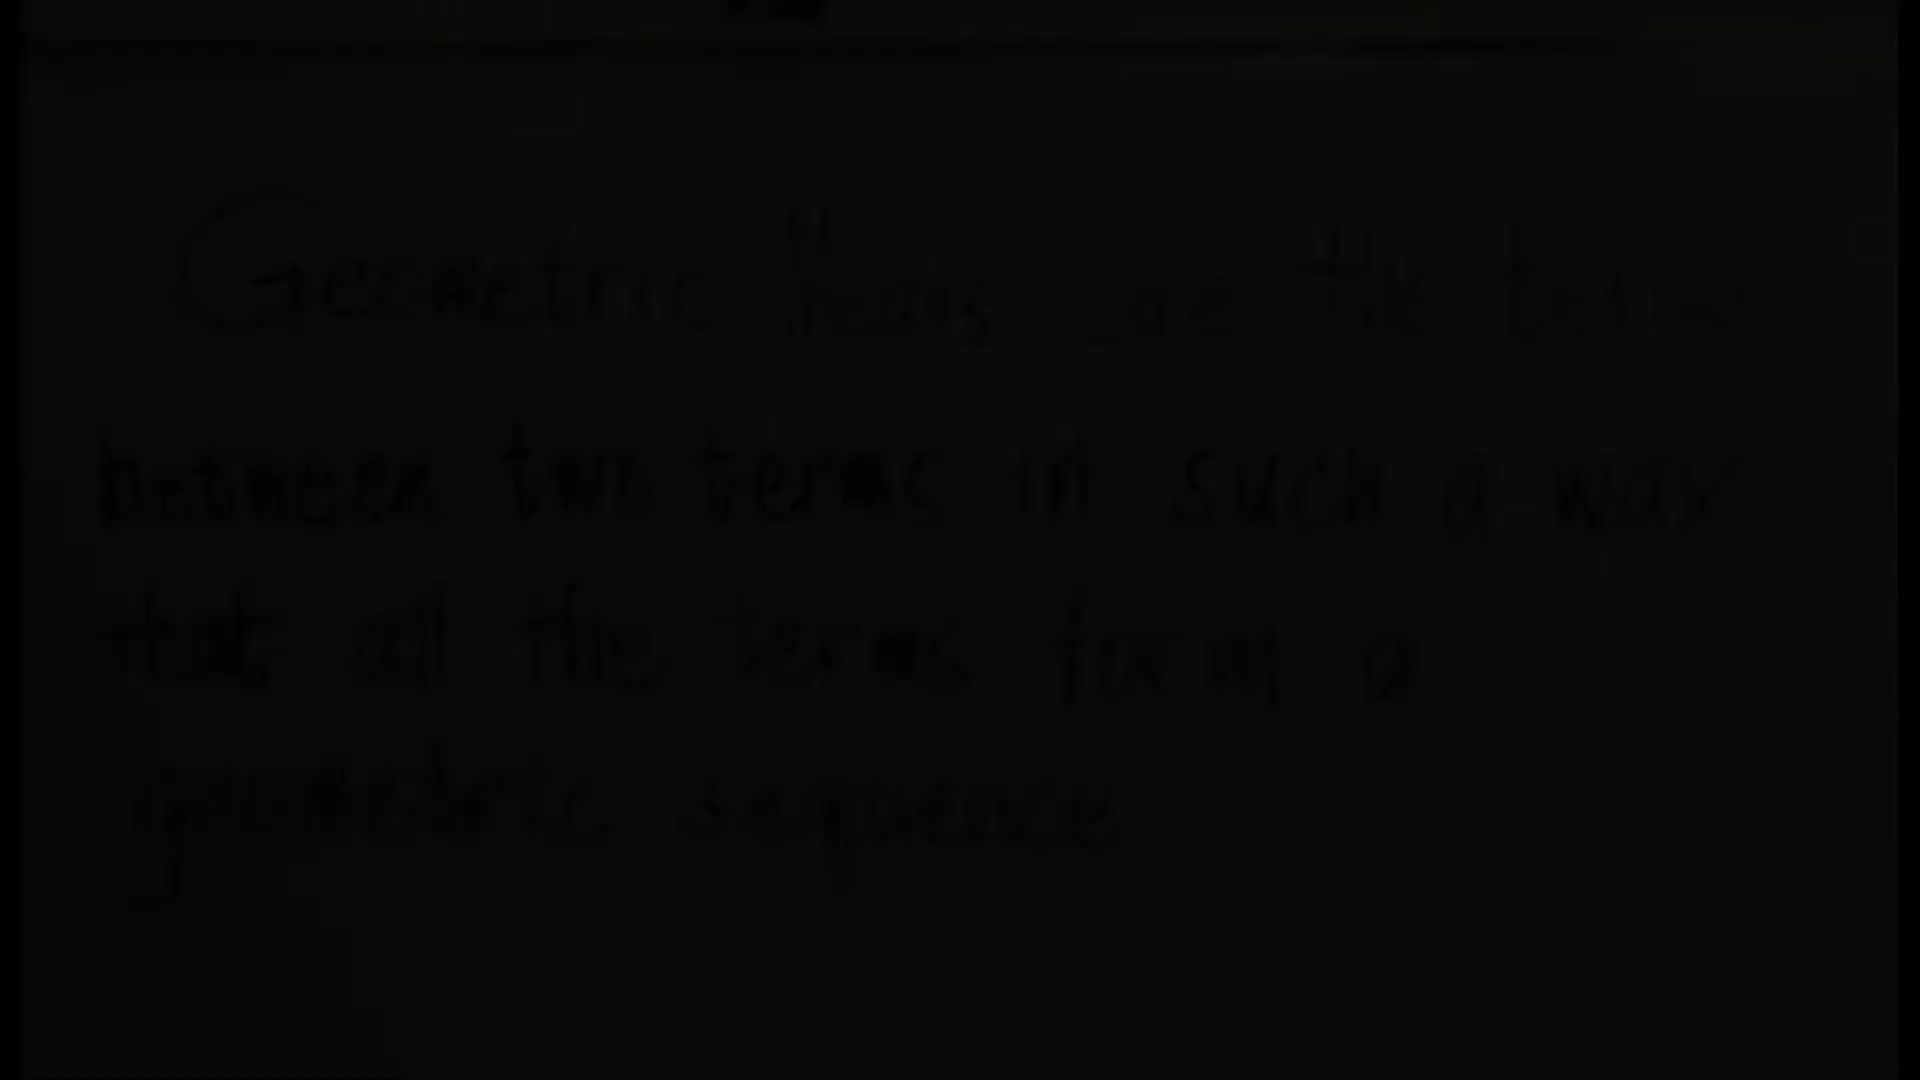 Geometric Means are the terms
between two terms in such a way
that all the terms form a
geometric sequence